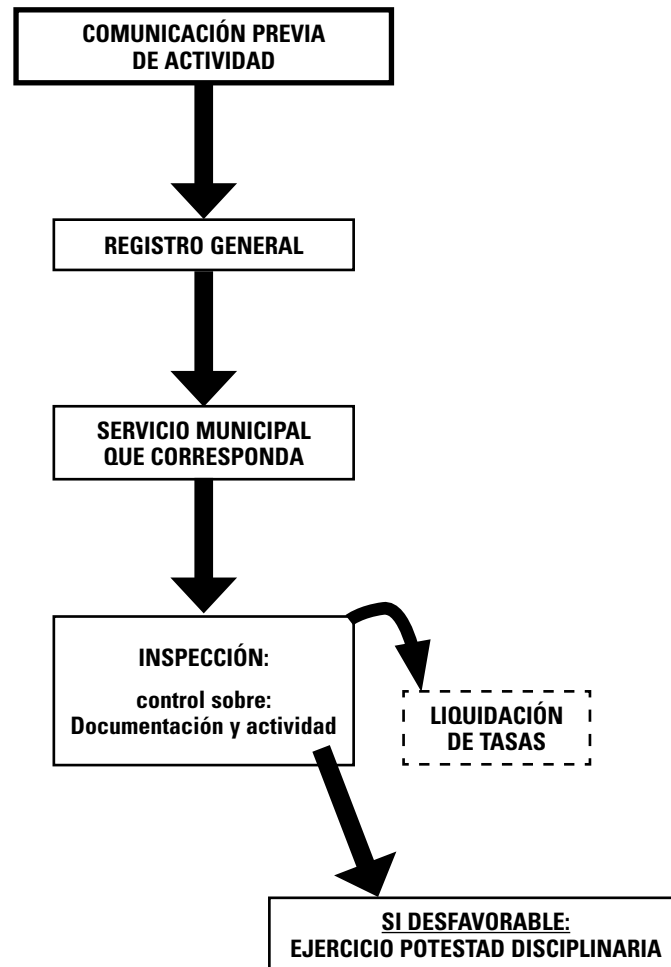 COMUNICACIÓN PREVIA
DE ACTIVIDAD
REGISTRO GENERAL
SERVICIO MUNICIPAL
QUE CORRESPONDA
INSPECCIÓN:
control sobre:
Documentación y actividad
LIQUIDACIÓN
DE TASAS
SI DESFAVORABLE:
EJERCICIO POTESTAD DISCIPLINARIA